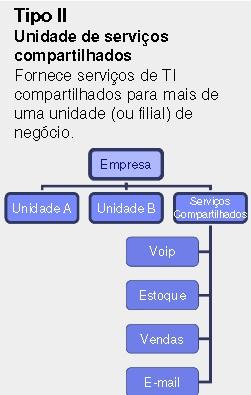 Tipo II
Unidade de serviços
compartilhados
Fornece serviços de TI
compartilhados para mais de
uma unidade (ou filial) de
negócio.
Empresa
Unidade A
Unidade B
Serviços
Compartilhados
Voip
Estoque
Vendas
E-mail